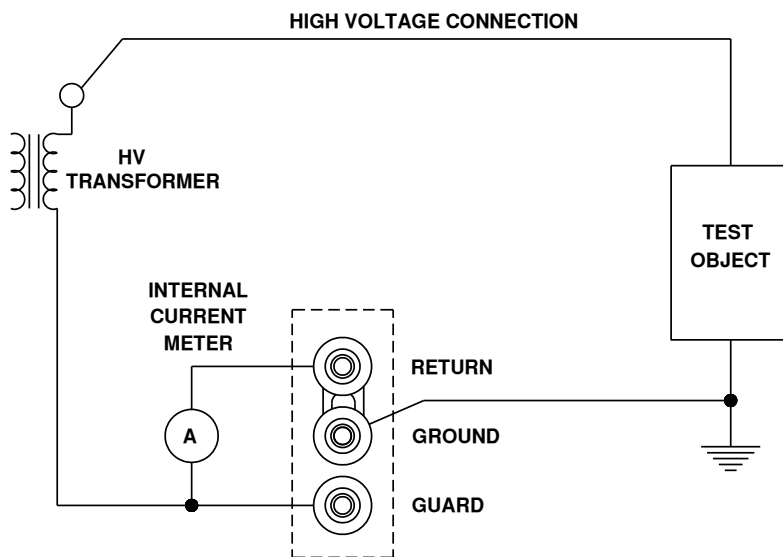 HIGH VOLTAGE CONNECTION
HV
TRANSFORMER
TEST
OBJECT
INTERNAL
CURRENT
METER
RETURN
A
GROUND
GUARD